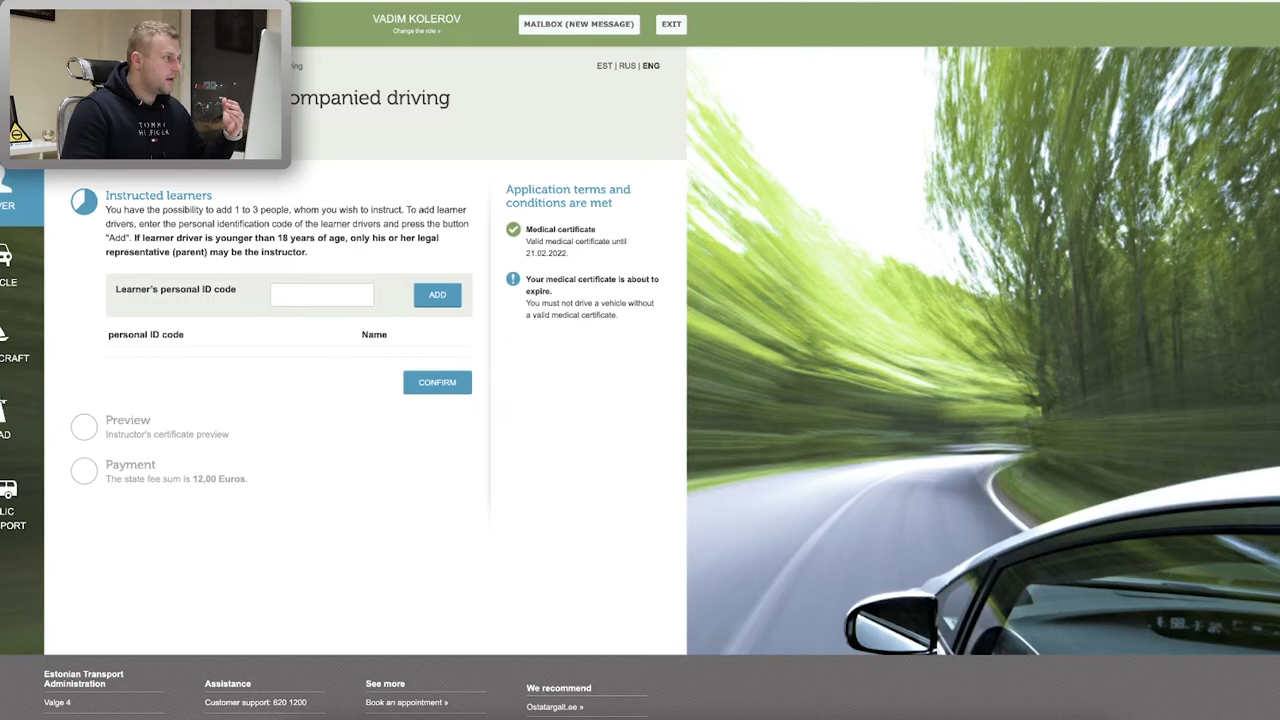 VADIM KOLEROV
Change the role »
MAILBOX (NEW MESSAGE)
EXIT
EST | RUS | ENG
ompanied driving
TOMMY
HILFIGER
Instructed learners
You have the possibility to add 1 to 3 people, whom you wish to instruct. To add learner
drivers, enter the personal identification code of the learner drivers and press the button
"Add". If learner driver is younger than 18 years of age, only his or her legal
representative (parent) may be the instructor.
Learner's personal ID code
ADD
personal ID code
Name
CONFIRM
Preview
Instructor's certificate preview
Payment
The state fee sum is 12,00 Euros.
Application terms and
conditions are met
Medical certificate
Valid medical certificate until
21.02.2022.
Your medical certificate is about to
expire.
You must not drive a vehicle without
a valid medical certificate.
VER
CLE
CRAFT
AD
LIC
PORT
Estonian Transport
Administration
Valge 4
Assistance
Customer support: 620 1200
See more
Book an appointment »
We recommend
Ostatargalt.ee »